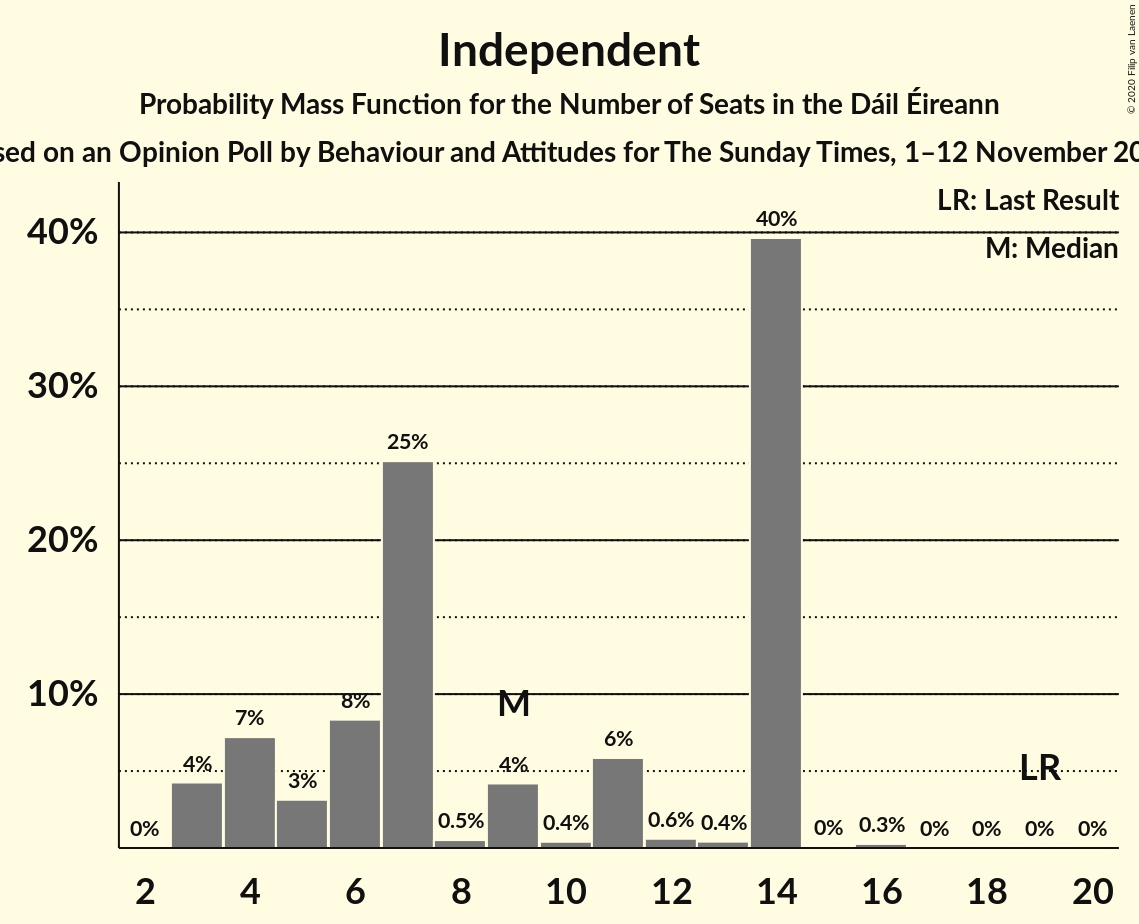 © 2020 Filip van Laenen
Independent
Probability Mass Function for the Number of Seats in the Dáil Éireann
sed on an Opinion Poll by Behaviour and Attitudes for The Sunday Times, 1–12 November 20
LR: Last Result
M: Median
40%
30%
20%
10%
0%
4%
7%
3%
8%
25%
0.5%
4%
0.4%
6%
0.6%
0.4%
40%
0%
0.3%
0%
0%
0%
0%
M
LR
2 4 6 8 10 12 14 16 18 20